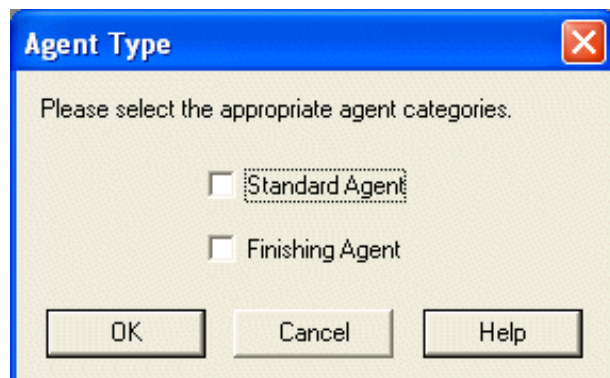 Agent Type
Please select the appropriate agent categories.
Standard Agent
Finishing Agent
OK Cancel Help